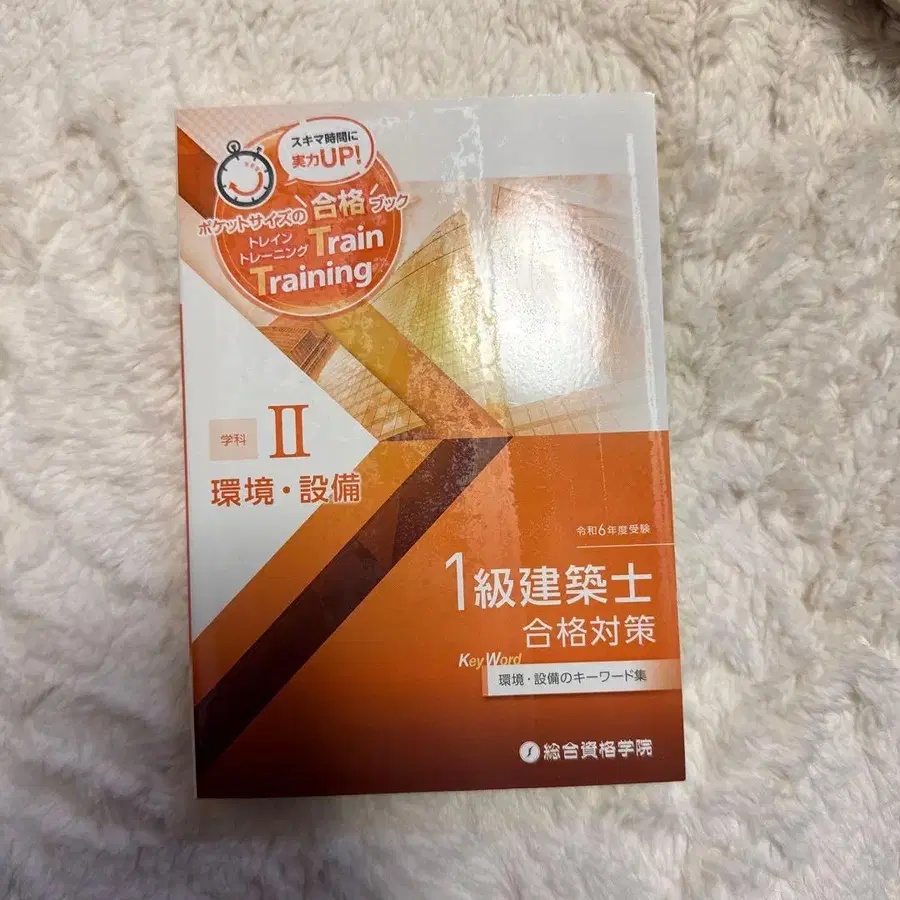 スキマ時間に
実力UP!
ポケットサイズの合格ブック
トレイン
トレーニング Train
Training
学科 II
環境・設備
令和6年度受験
1級建築士
合格対策
KeyWord
環境・設備のキーワード集
総合資格学院